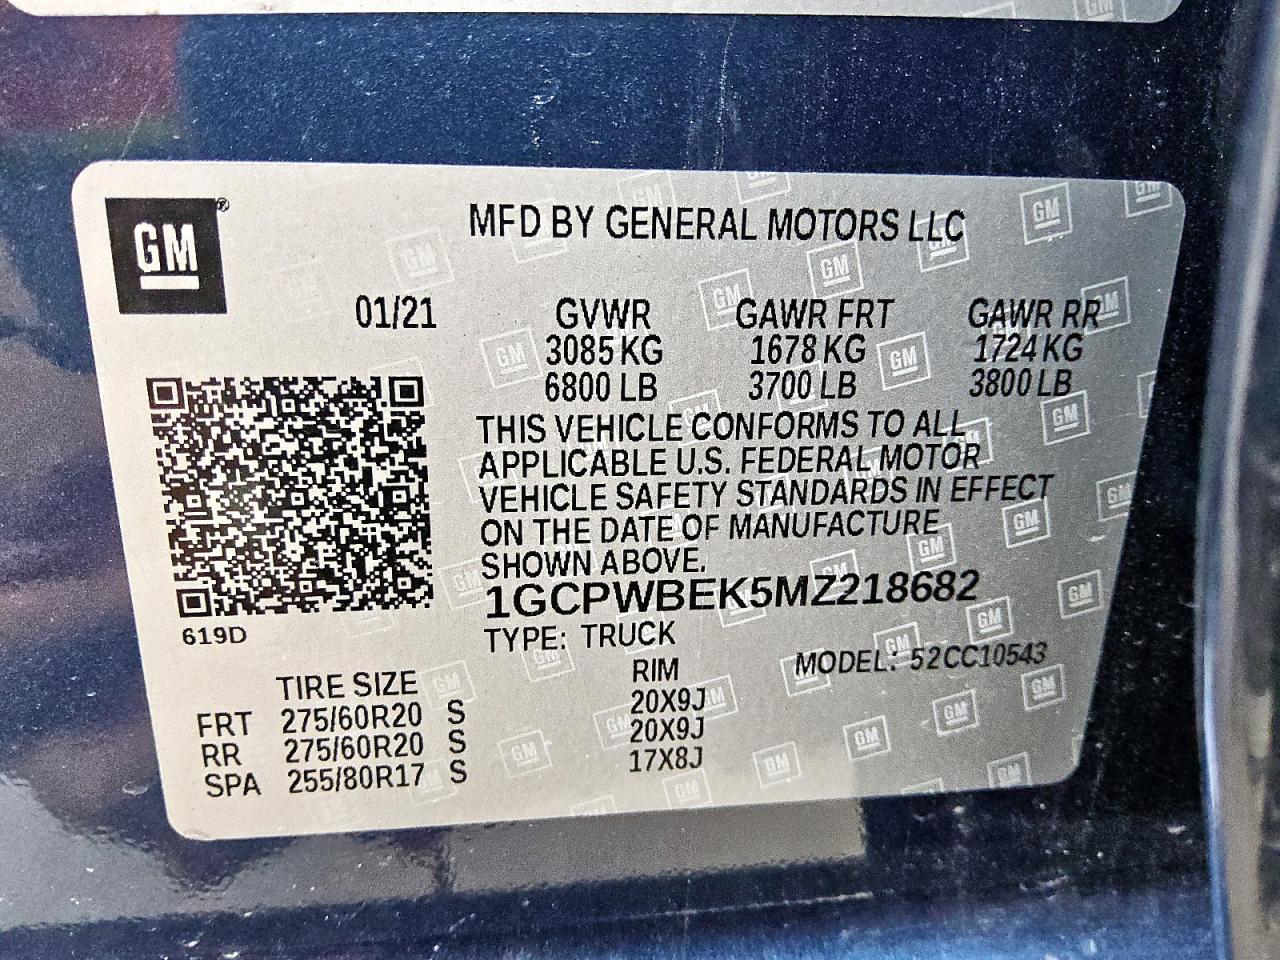 GM®
MFD BY GENERAL MOTORS LLC
01/21 GVWR GAWR FRT GAWR RR
3085 KG 1678 KG 1724 KG
6800 LB 3700 LB 3800 LB
THIS VEHICLE CONFORMS TO ALL
APPLICABLE U.S. FEDERAL MOTOR
VEHICLE SAFETY STANDARDS IN EFFECT
ON THE DATE OF MANUFACTURE
SHOWN ABOVE.
1GCPWBEK5MZ218682
619D
TYPE: TRUCK MODEL: 52CC10543
TIRE SIZE RIM
FRT 275/60R20 S 20X9J
RR 275/60R20 S 20X9J
SPA 255/80R17 S 17X8J